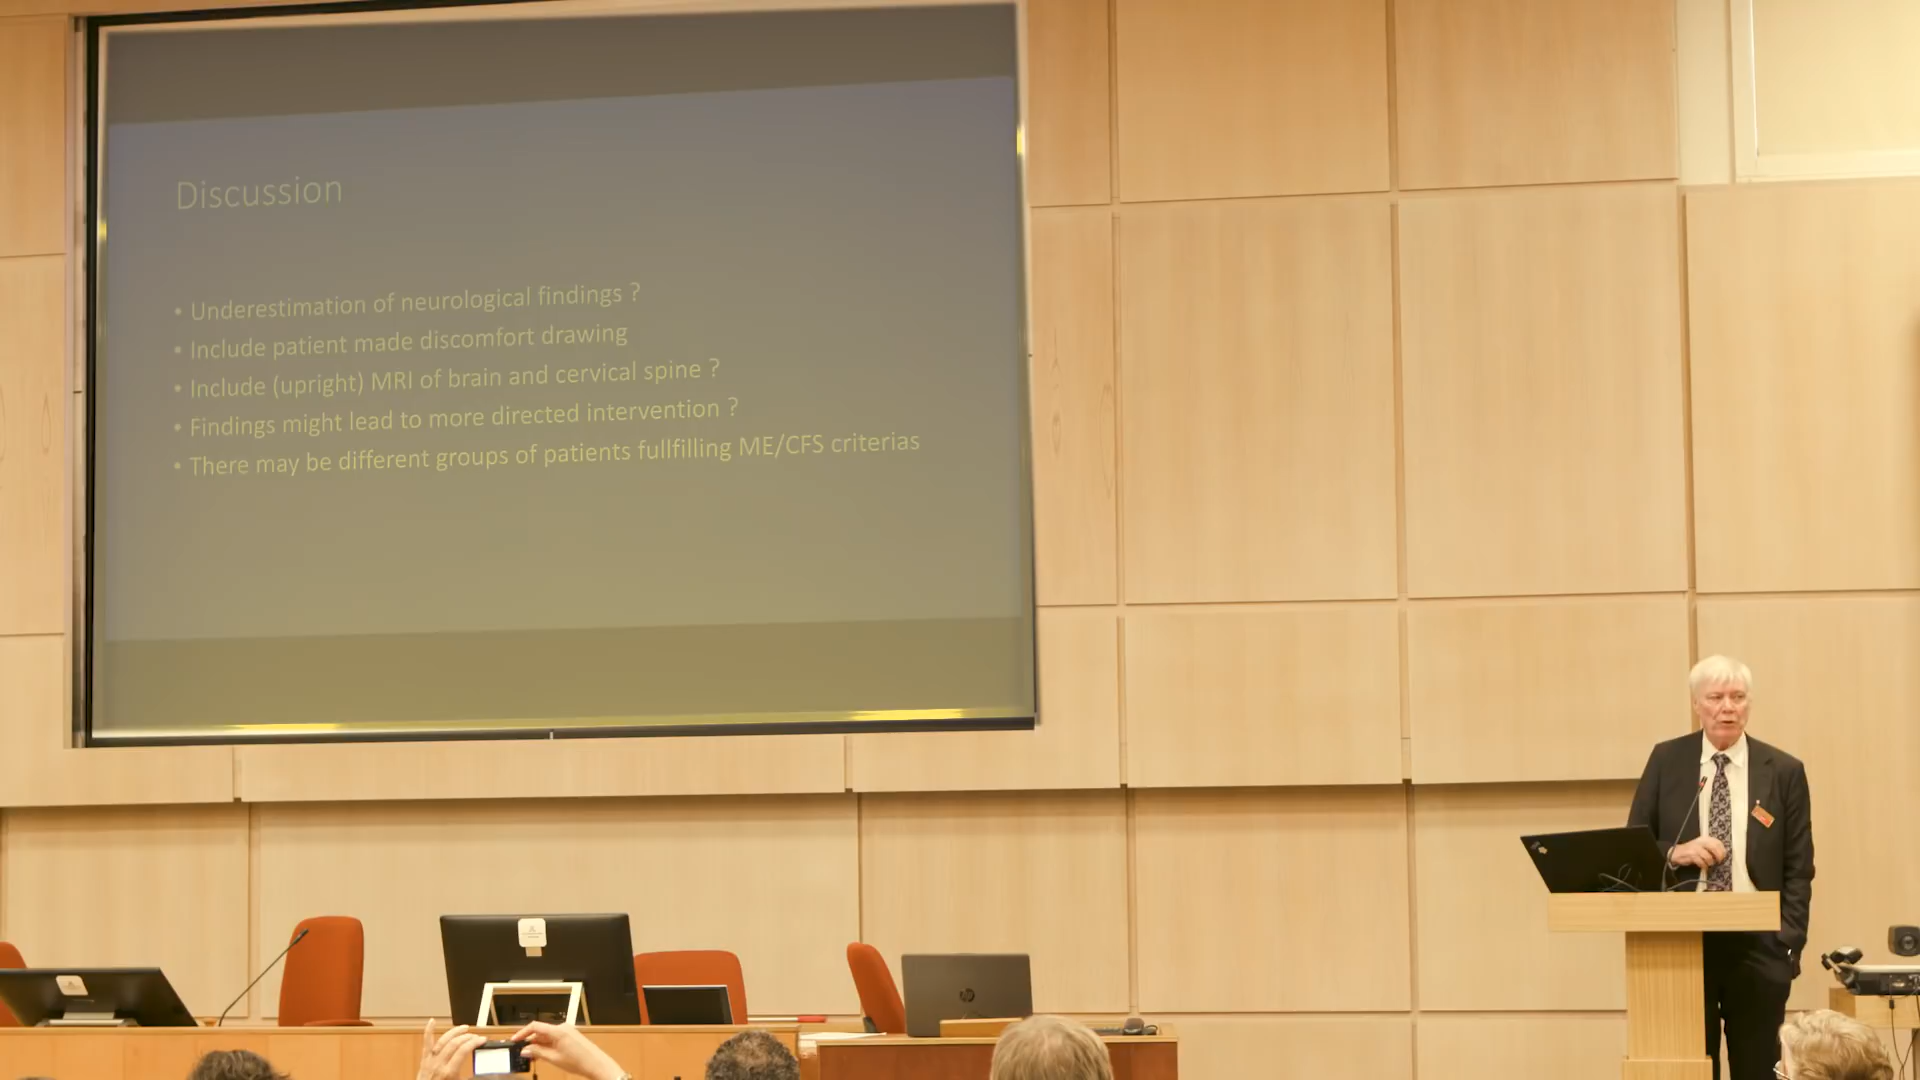 Discussion
• Underestimation of neurological findings ?
• Include patient made discomfort drawing
• Include (upright) MRI of brain and cervical spine ?
• Findings might lead to more directed intervention ?
• There may be different groups of patients fullfilling ME/CFS criterias
hp